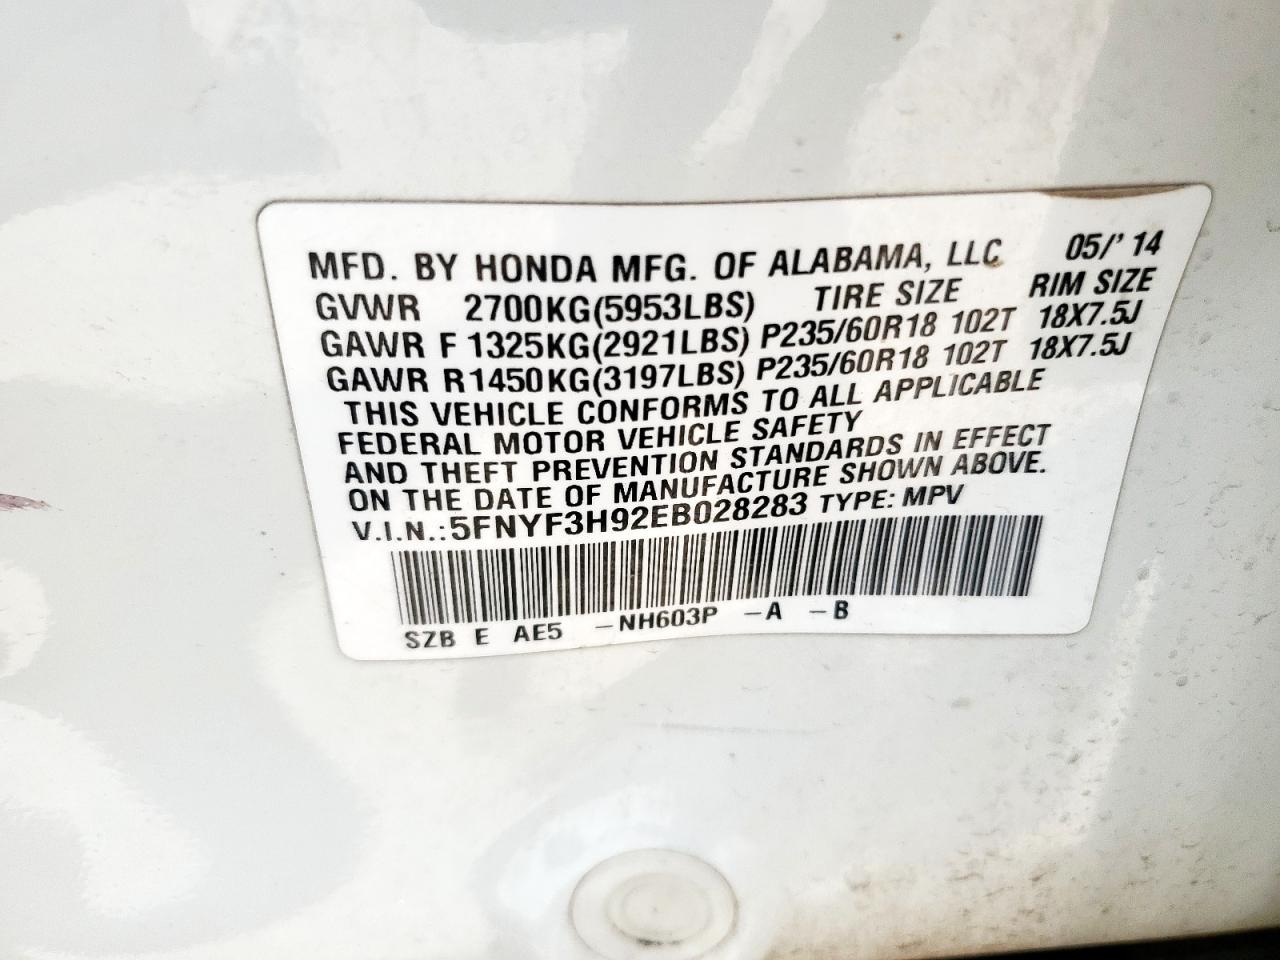 MFD. BY HONDA MFG. OF ALABAMA, LLC 05/' 14
GVWR 2700KG(5953LBS) TIRE SIZE RIM SIZE
GAWR F 1325KG(2921LBS) P235/60R18 102T 18X7.5J
GAWR R1450KG(3197LBS) P235/60R18 102T 18X7.5J
THIS VEHICLE CONFORMS TO ALL APPLICABLE
FEDERAL MOTOR VEHICLE SAFETY
AND THEFT PREVENTION STANDARDS IN EFFECT
ON THE DATE OF MANUFACTURE SHOWN ABOVE.
V.I.N.:5FNYF3H92EB028283 TYPE: MPV
SZB E AE5 –NH603P –A –B